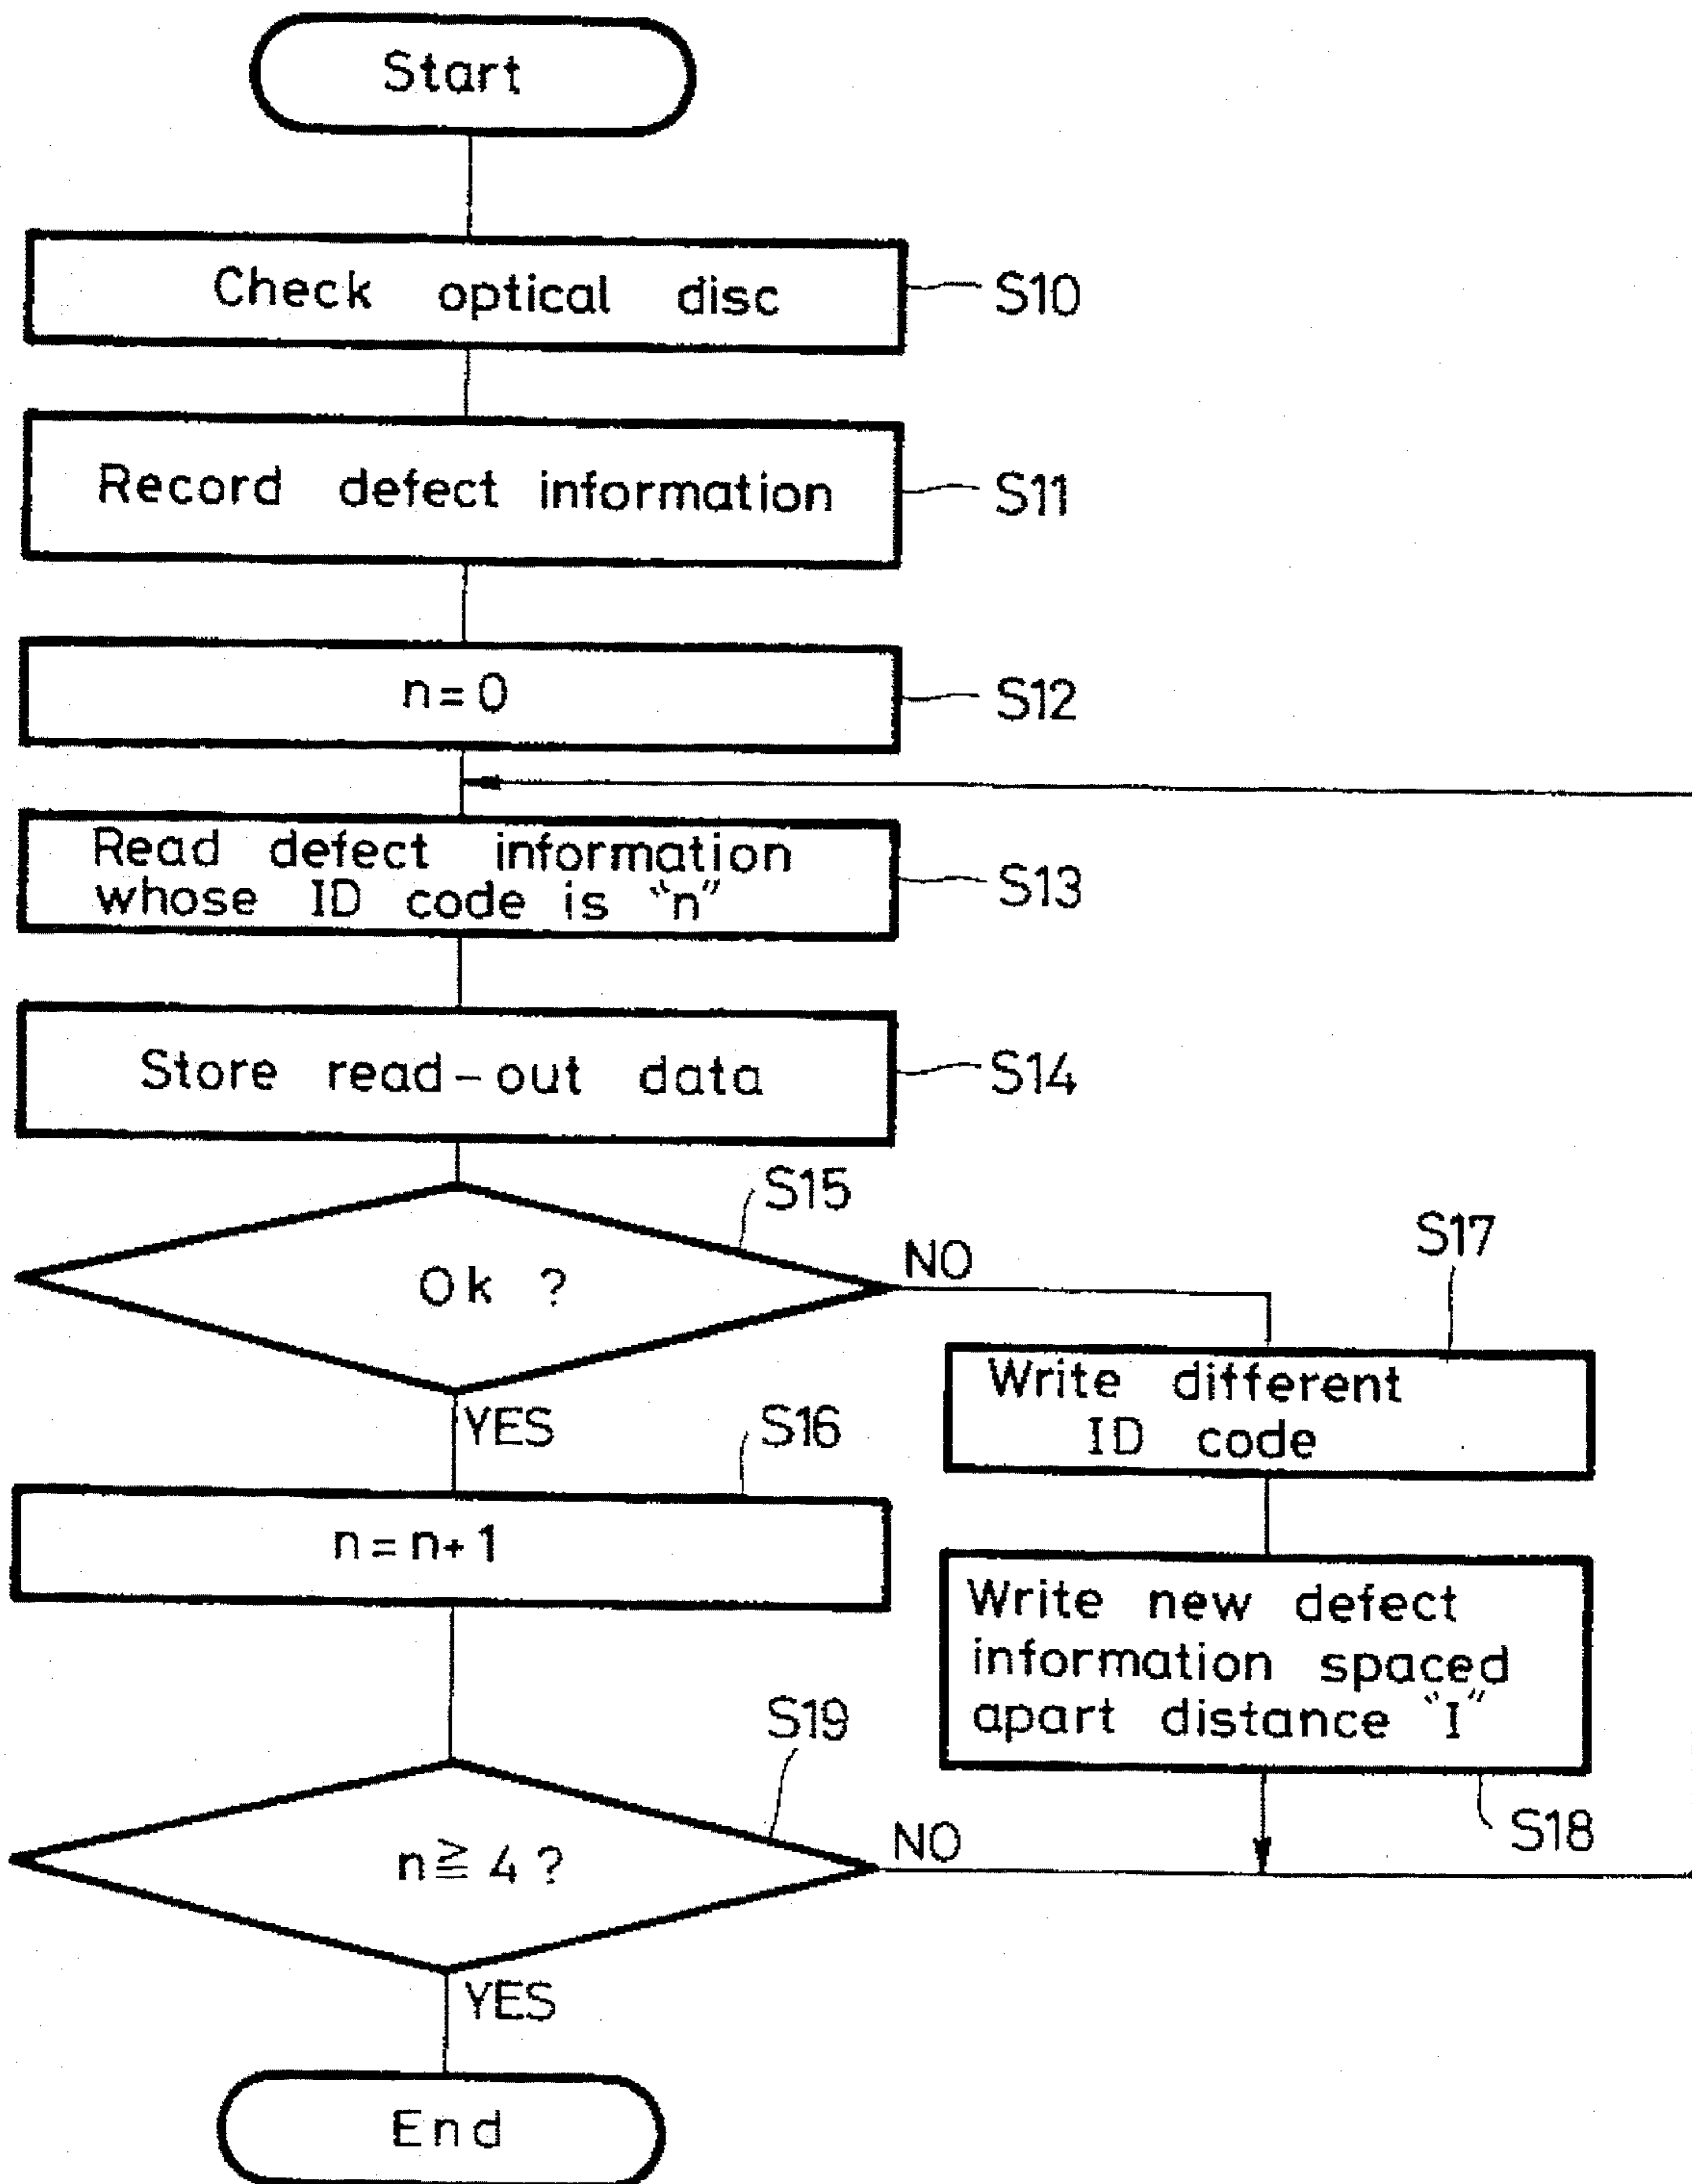 Start
Check optical disc
S10
Record defect information
S11
n=0
S12
Read defect information
whose ID code is "n"
S13
Store read-out data
S14
S15
Ok ?
NO
YES
S17
Write different
ID code
S16
n=n+1
Write new defect
information spaced
apart distance "I"
S18
S19
n≧4?
NO
YES
End